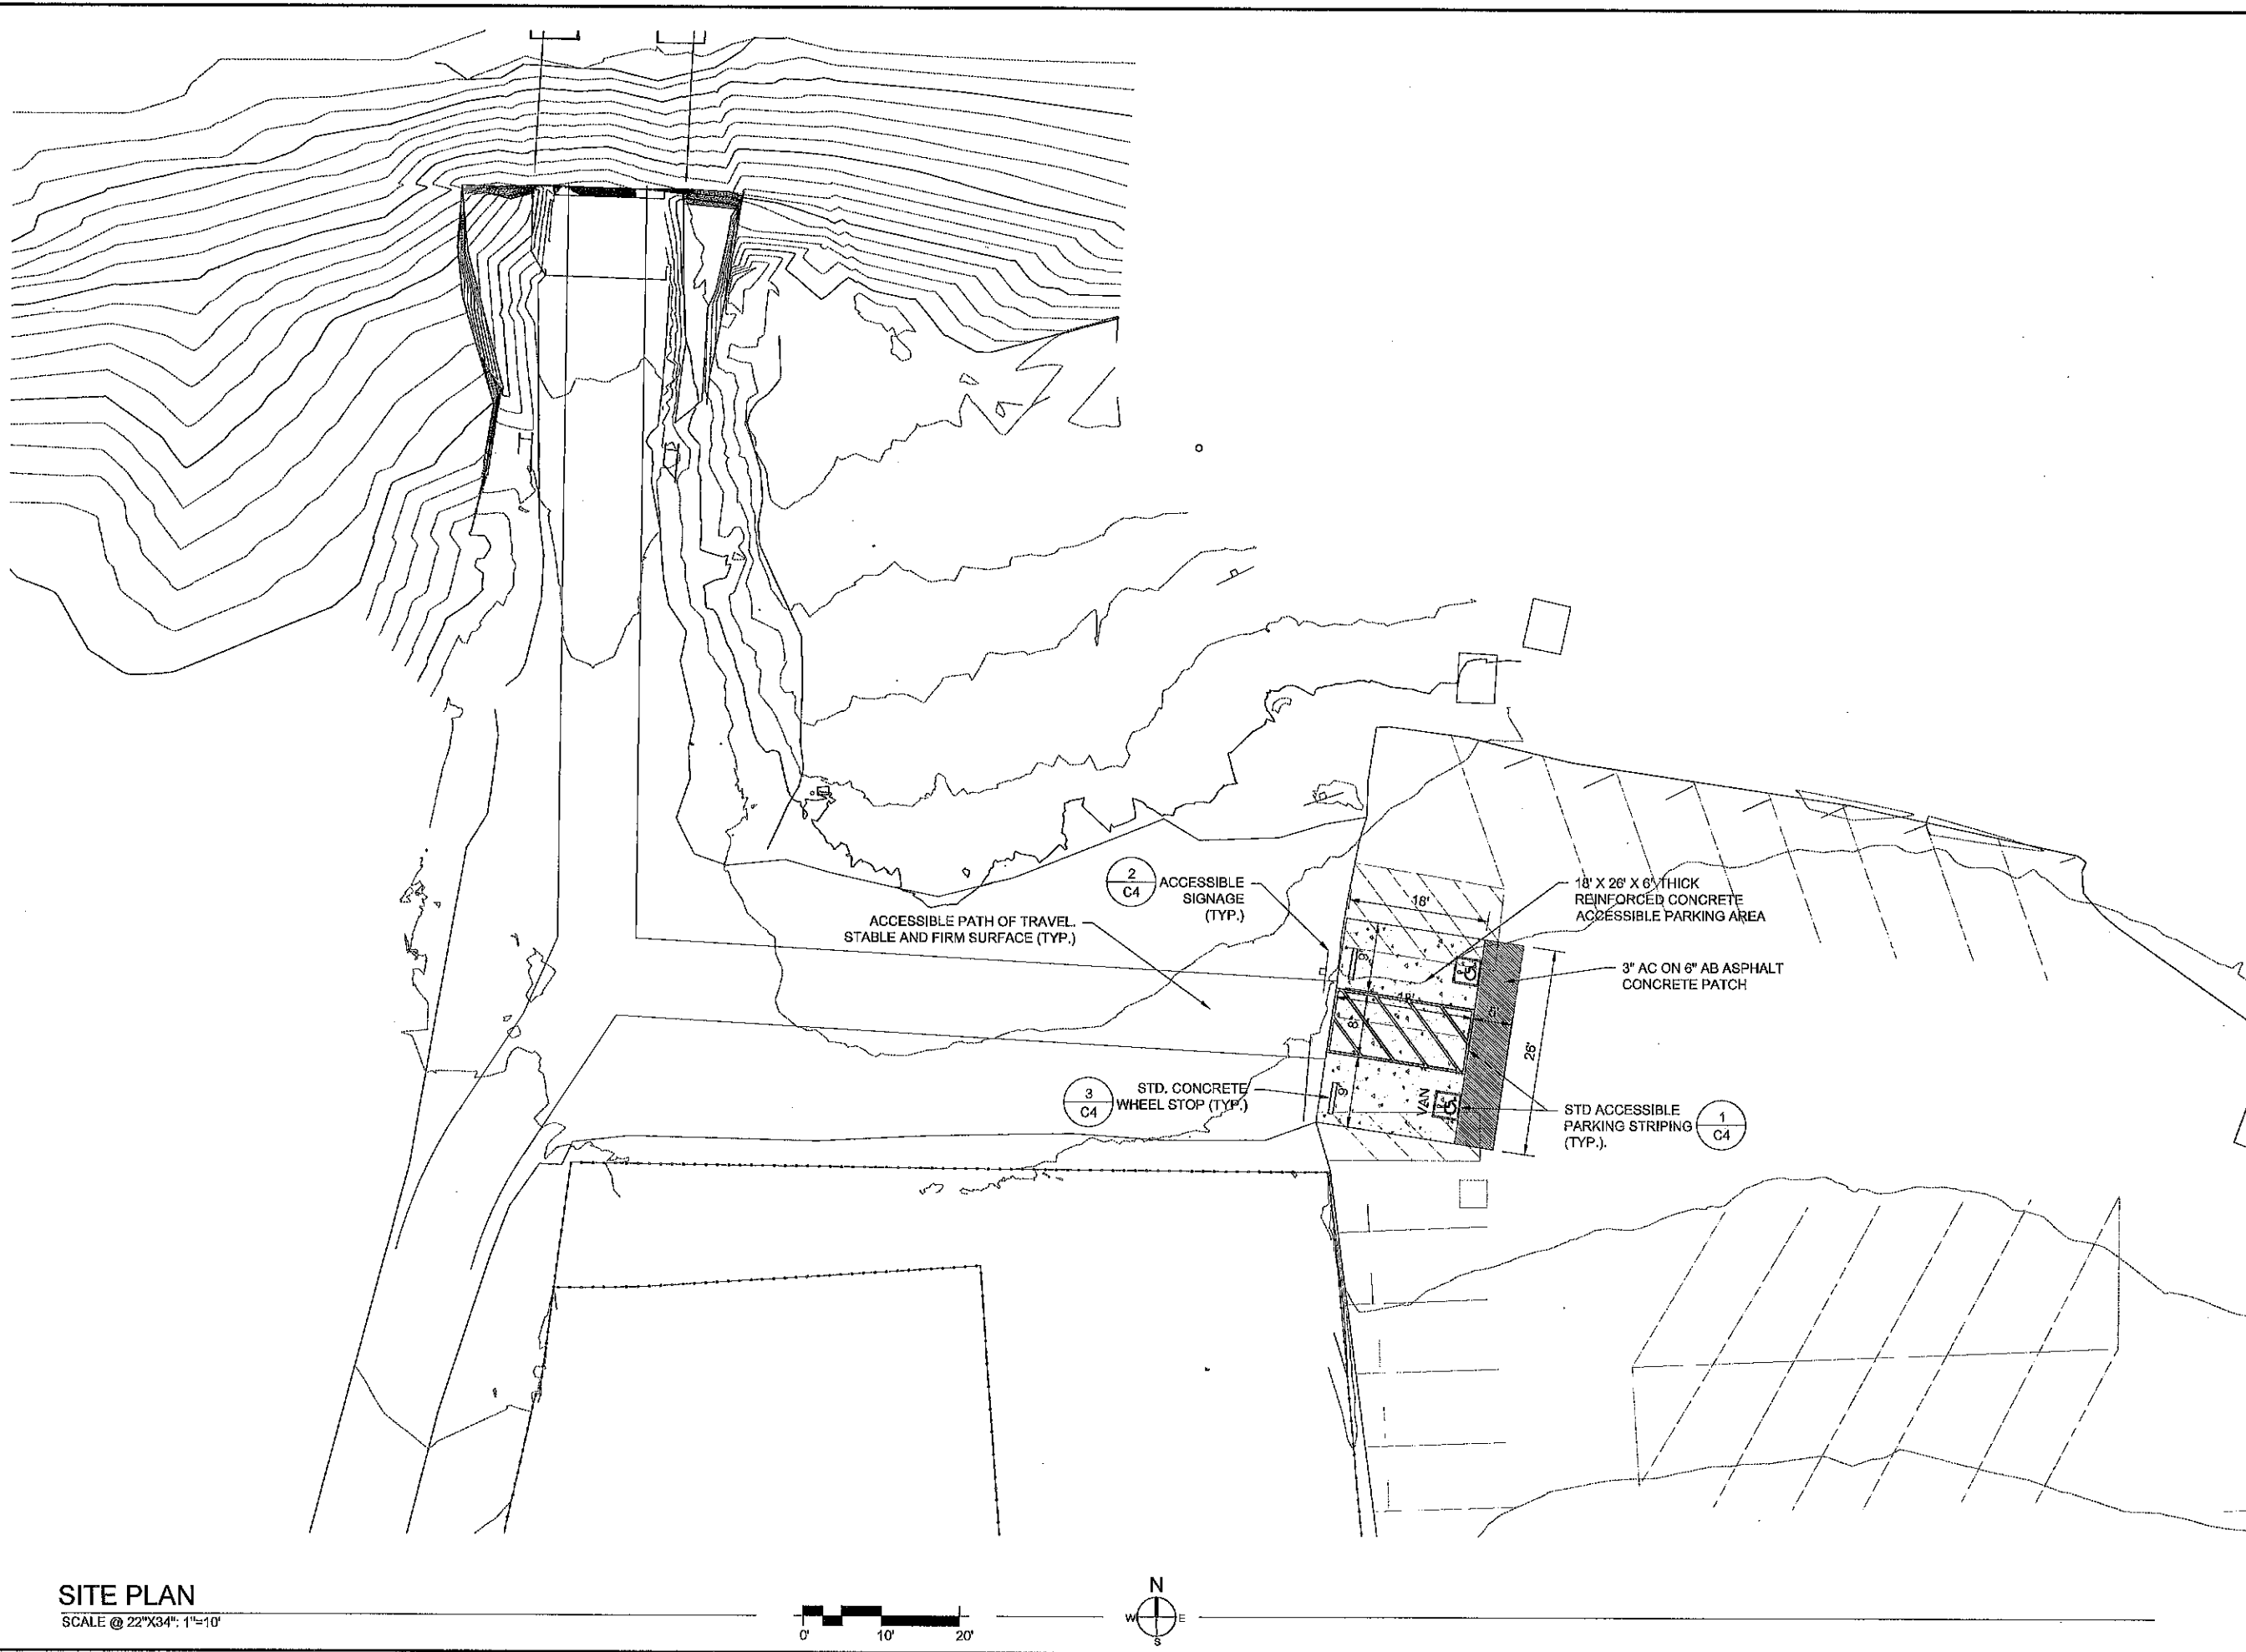 2
C4
ACCESSIBLE
SIGNAGE
(TYP.)
ACCESSIBLE PATH OF TRAVEL.
STABLE AND FIRM SURFACE (TYP.)
18' X 26' X 6" THICK
REINFORCED CONCRETE
ACCESSIBLE PARKING AREA
18'
9'
3" AC ON 6" AB ASPHALT
CONCRETE PATCH
5'
8'
26'
3
C4
STD. CONCRETE
WHEEL STOP (TYP.)
9'
VAN
STD ACCESSIBLE
PARKING STRIPING
(TYP.).
1
C4
SITE PLAN
SCALE @ 22"X34": 1"=10'
0'
10'
20'
N
W
E
S